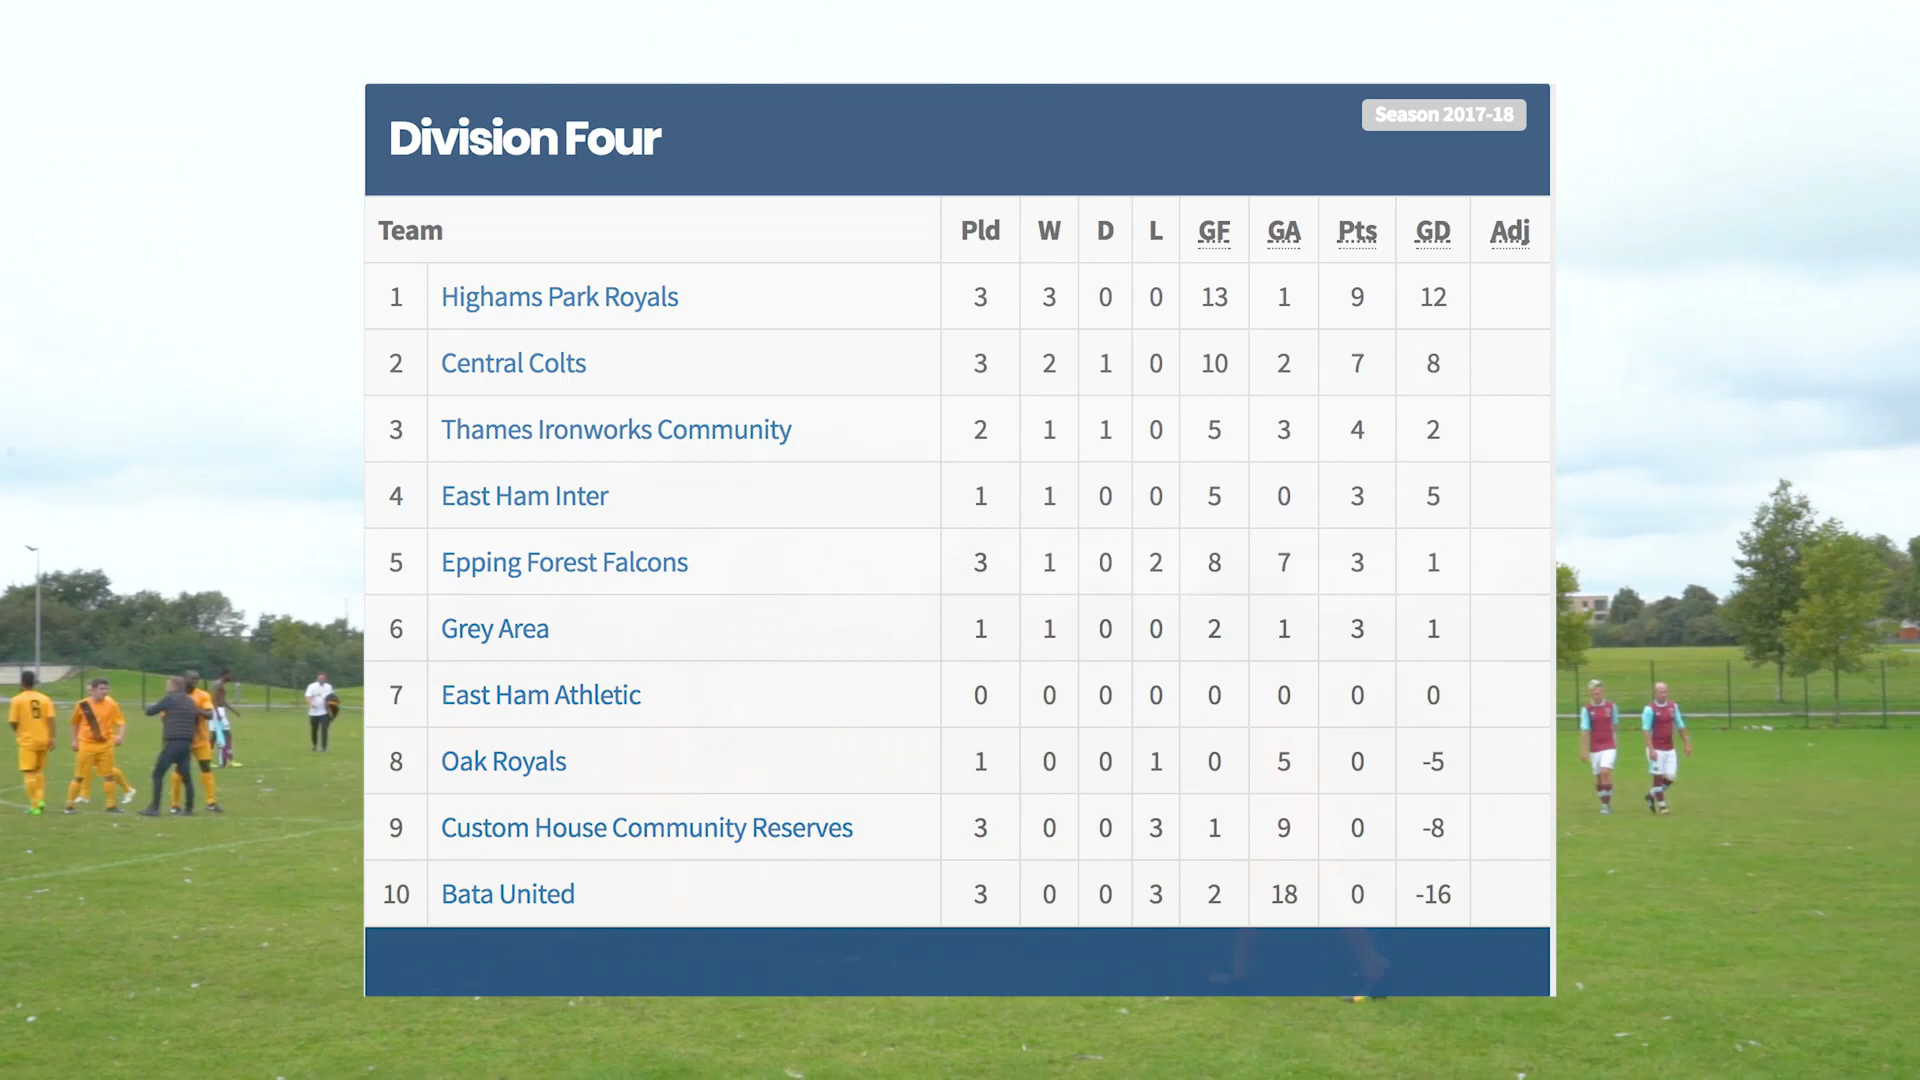 Division Four
Season 2017-18
Team Pld W D L GF GA Pts GD Adj
1 Highams Park Royals 3 3 0 0 13 1 9 12
2 Central Colts 3 2 1 0 10 2 7 8
3 Thames Ironworks Community 2 1 1 0 5 3 4 2
4 East Ham Inter 1 1 0 0 5 0 3 5
5 Epping Forest Falcons 3 1 0 2 8 7 3 1
6 Grey Area 1 1 0 0 2 1 3 1
7 East Ham Athletic 0 0 0 0 0 0 0 0
8 Oak Royals 1 0 0 1 0 5 0 -5
9 Custom House Community Reserves 3 0 0 3 1 9 0 -8
10 Bata United 3 0 0 3 2 18 0 -16
6